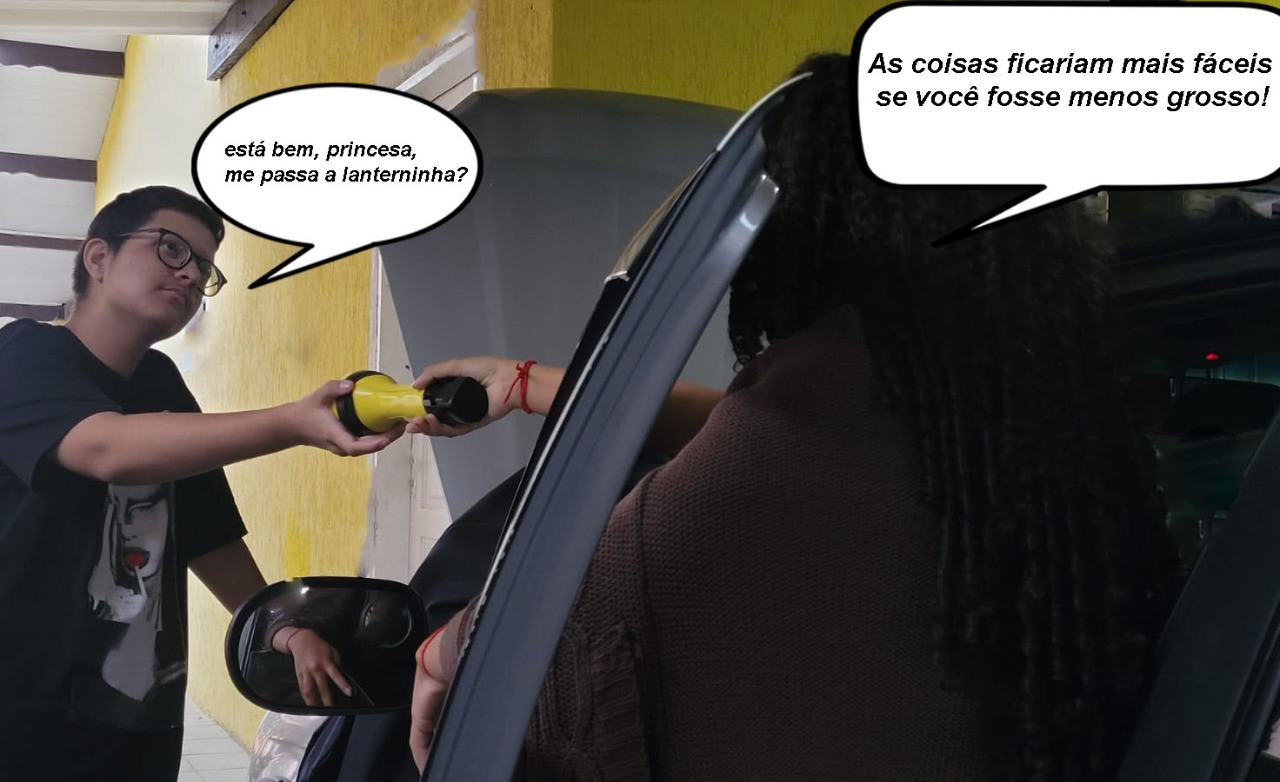 está bem, princesa,
me passa a lanterninha?
As coisas ficariam mais fáceis
se você fosse menos grosso!